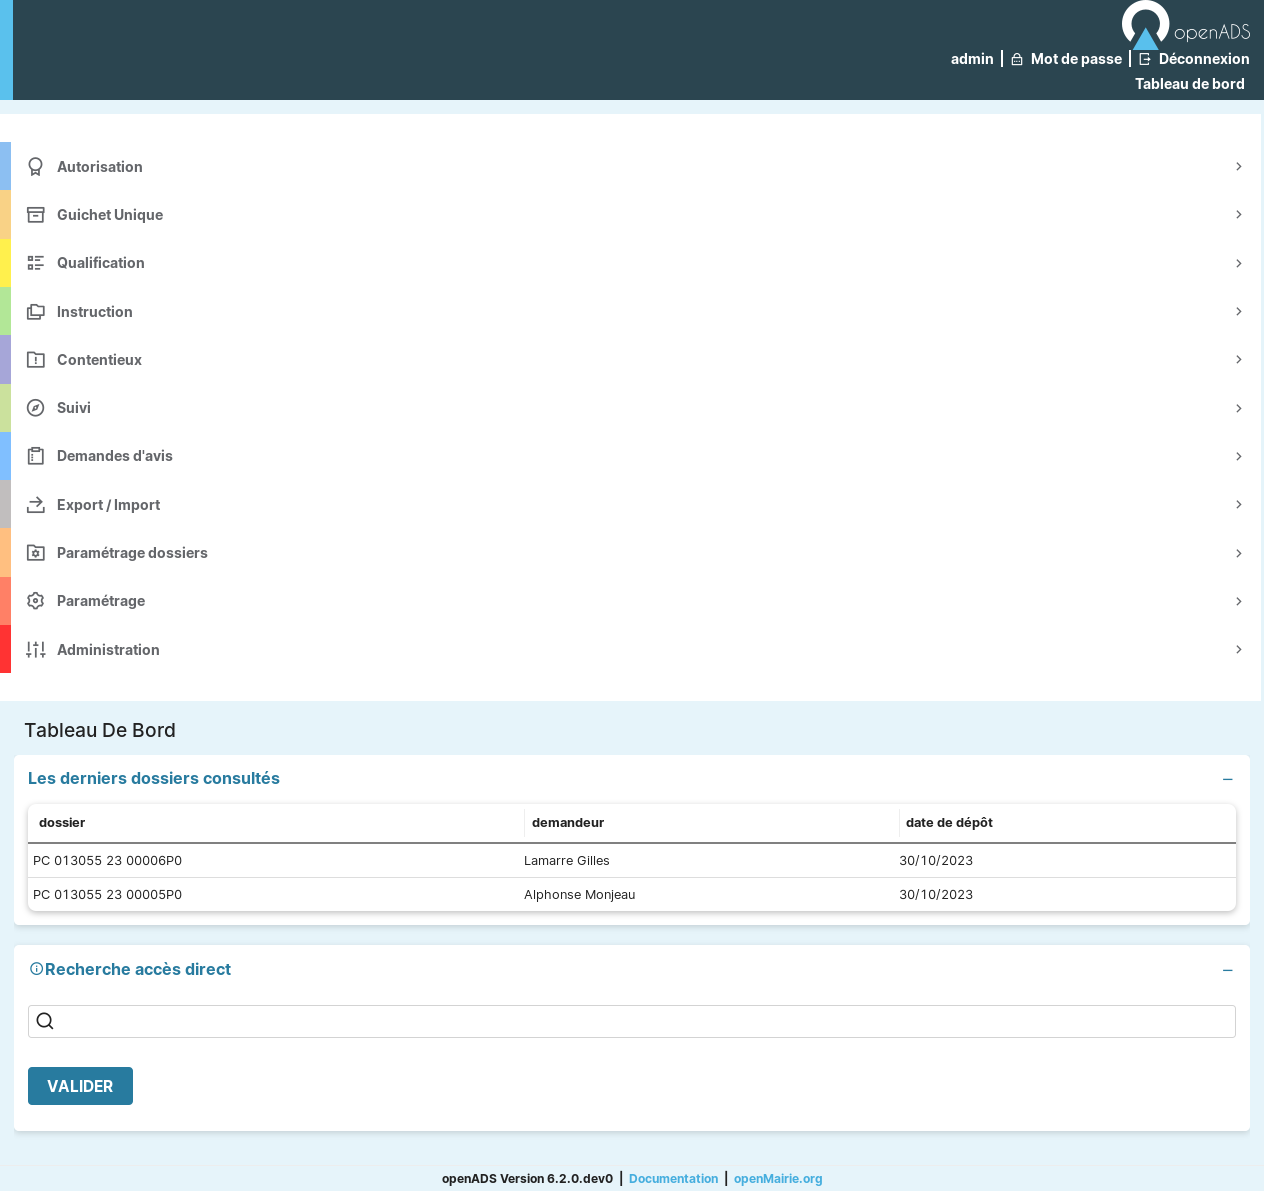 openADS
admin | Mot de passe | Déconnexion
Tableau de bord
Autorisation
Guichet Unique
Qualification
Instruction
Contentieux
Suivi
Demandes d'avis
Export / Import
Paramétrage dossiers
Paramétrage
Administration
Tableau De Bord
Les derniers dossiers consultés
dossier demandeur date de dépôt
PC 013055 23 00006P0 Lamarre Gilles 30/10/2023
PC 013055 23 00005P0 Alphonse Monjeau 30/10/2023
Recherche accès direct
VALIDER
openADS Version 6.2.0.dev0 | Documentation | openMairie.org